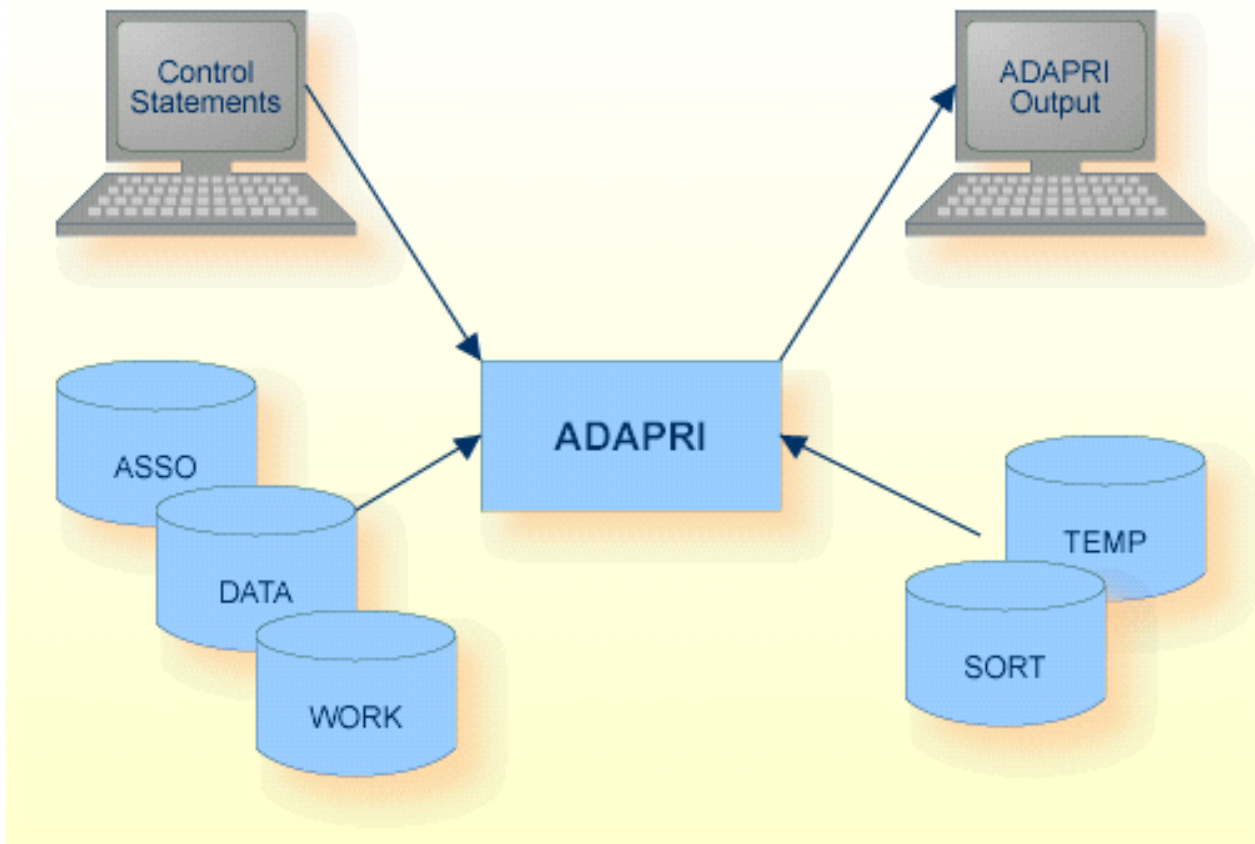 Control
Statements
ADAPRI
Output
ADAPRI
ASSO
DATA
WORK
TEMP
SORT